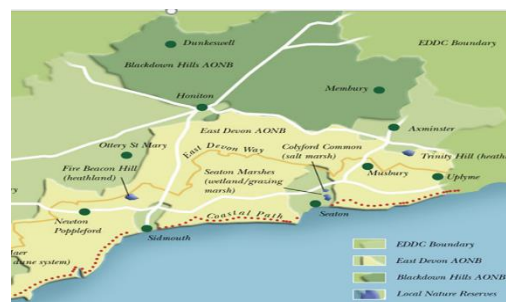 Dunkeswell
EDDC Boundary
Blackdown Hills AONB
Membury
Honiton
Axminster
East Devon AONB
Colyford Common
(salt marsh)
Ottery St Mary
Trinity Hill (heath
East Devon Way
Fire Beacon Hill
(heathland)
Seaton Marshes
(wetland/grazing
marsh)
Musbury
Uplyme
Newton
Poppleford
Coastal Path
Seaton
Sidmouth
dune system)
EDDC Boundary
East Devon AONB
Blackdown Hills AONB
Local Nature Reserves